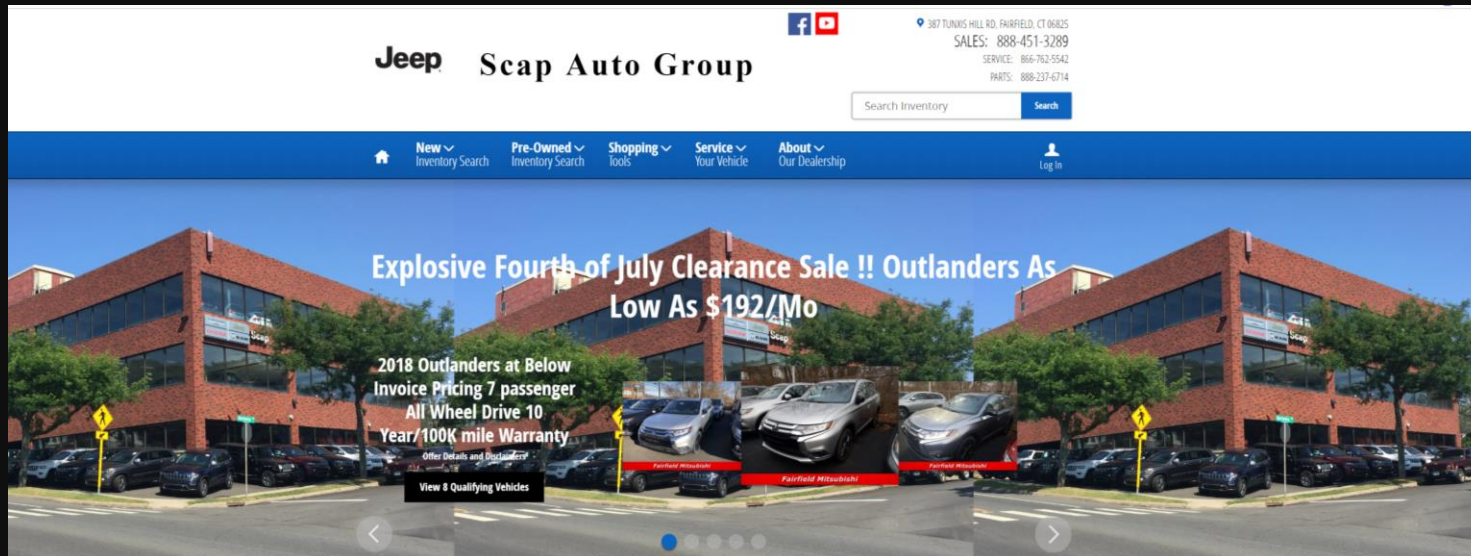 387 TUNXIS HILL RD, FAIRFIELD, CT 06825
SALES: 888-451-3289
SERVICE: 866-762-5542
PARTS: 888-237-6714
Jeep
Scap Auto Group
Search Inventory
Search
New
Inventory Search
Pre-Owned
Inventory Search
Shopping
Tools
Service
Your Vehicle
About
Our Dealership
Log In
Explosive Fourth of July Clearance Sale !! Outlanders As
Low As $192/Mo
2018 Outlanders at Below
Invoice Pricing 7 passenger
All Wheel Drive 10
Year/100K mile Warranty
Offer Details and Disclaimers*
View 8 Qualifying Vehicles
Fairfield Mitsubishi
Fairfield Mitsubishi
Fairfield Mitsubishi
Scap
Scap
Scap